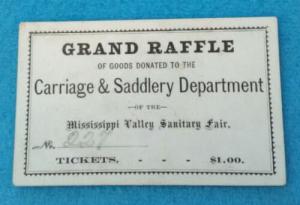 GRAND RAFFLE
OF GOODS DONATED TO THE
Carriage & Saddlery Department
-OF THE-
Mississippi Valley Sanitary Fair.
No.
TICKETS, - - - $1.00.